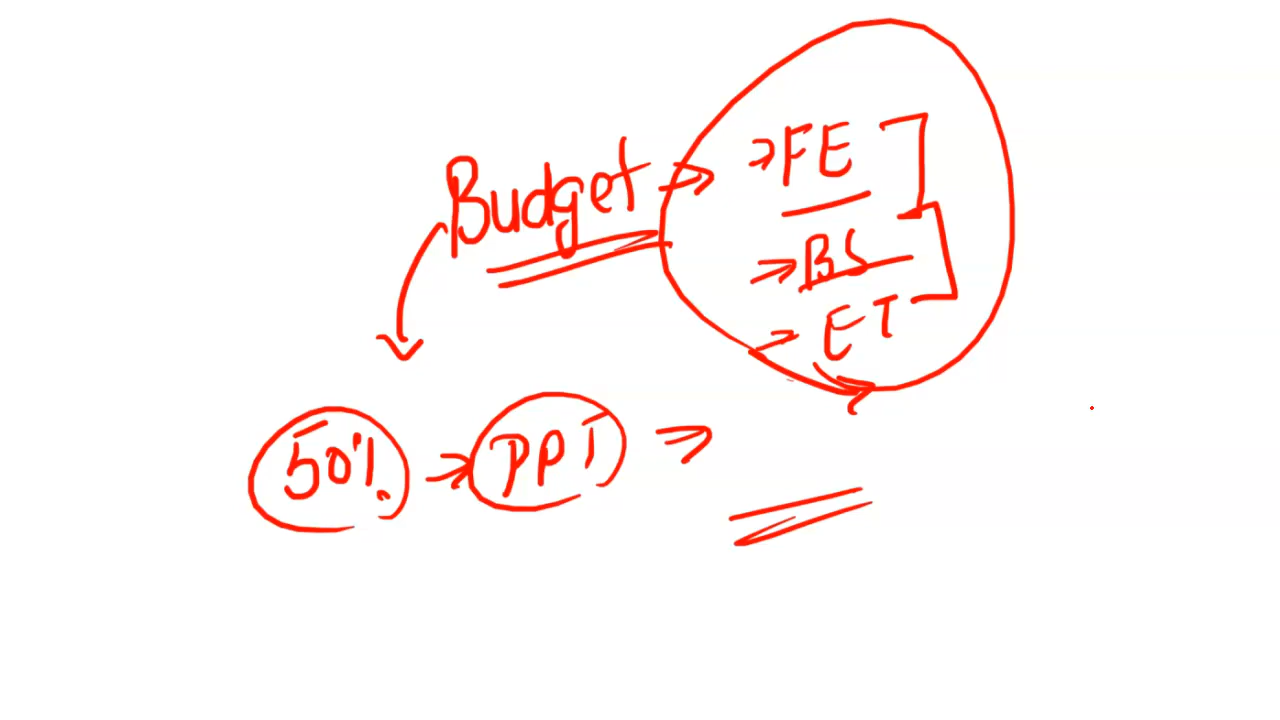 Budget → → FE
→ BS
→ ET
50% → PPT →